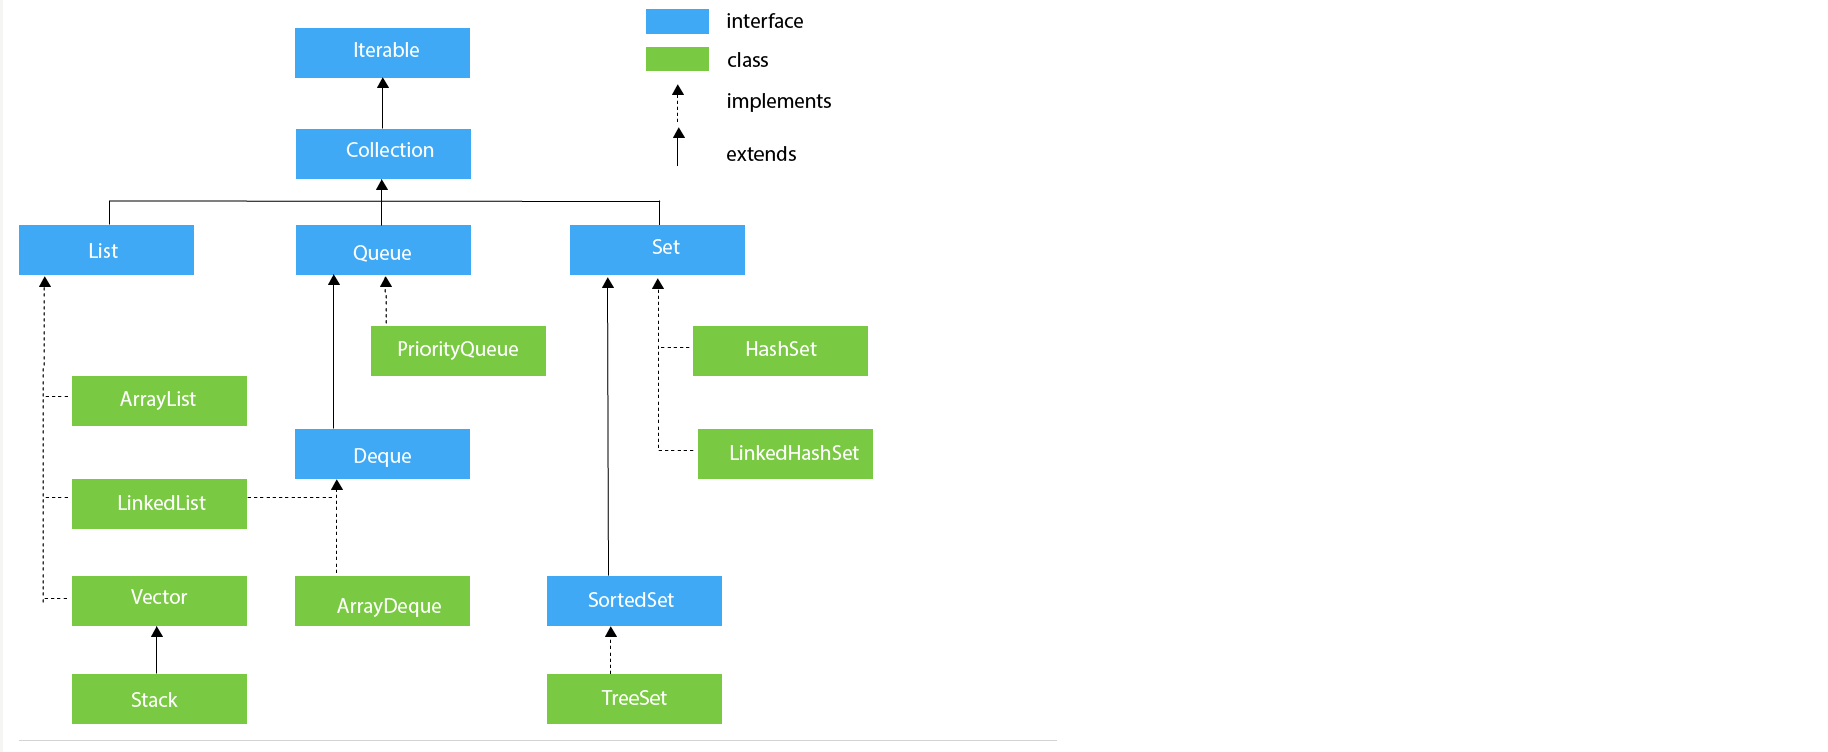 interface
Iterable
class
implements
Collection
extends
List
Queue
Set
PriorityQueue
HashSet
ArrayList
Deque
LinkedHashSet
LinkedList
Vector
ArrayDeque
SortedSet
Stack
TreeSet